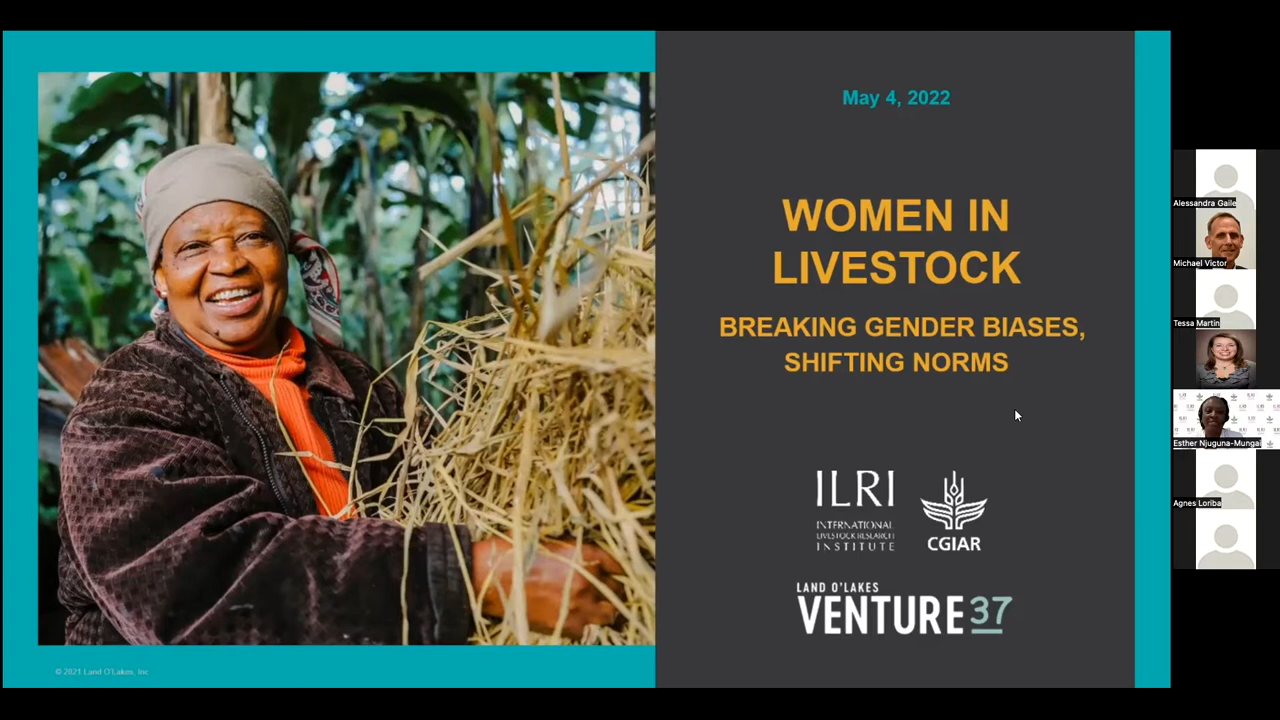 May 4, 2022
WOMEN IN
LIVESTOCK
BREAKING GENDER BIASES,
SHIFTING NORMS
ILRI
INTERNATIONAL
LIVESTOCK RESEARCH
INSTITUTE
CGIAR
LAND O'LAKES
VENTURE37
© 2021 Land O'Lakes, Inc.
Alessandra Galie
Michael Victor
Tessa Martin
Esther Njuguna-Mungai
Agnes Loriba